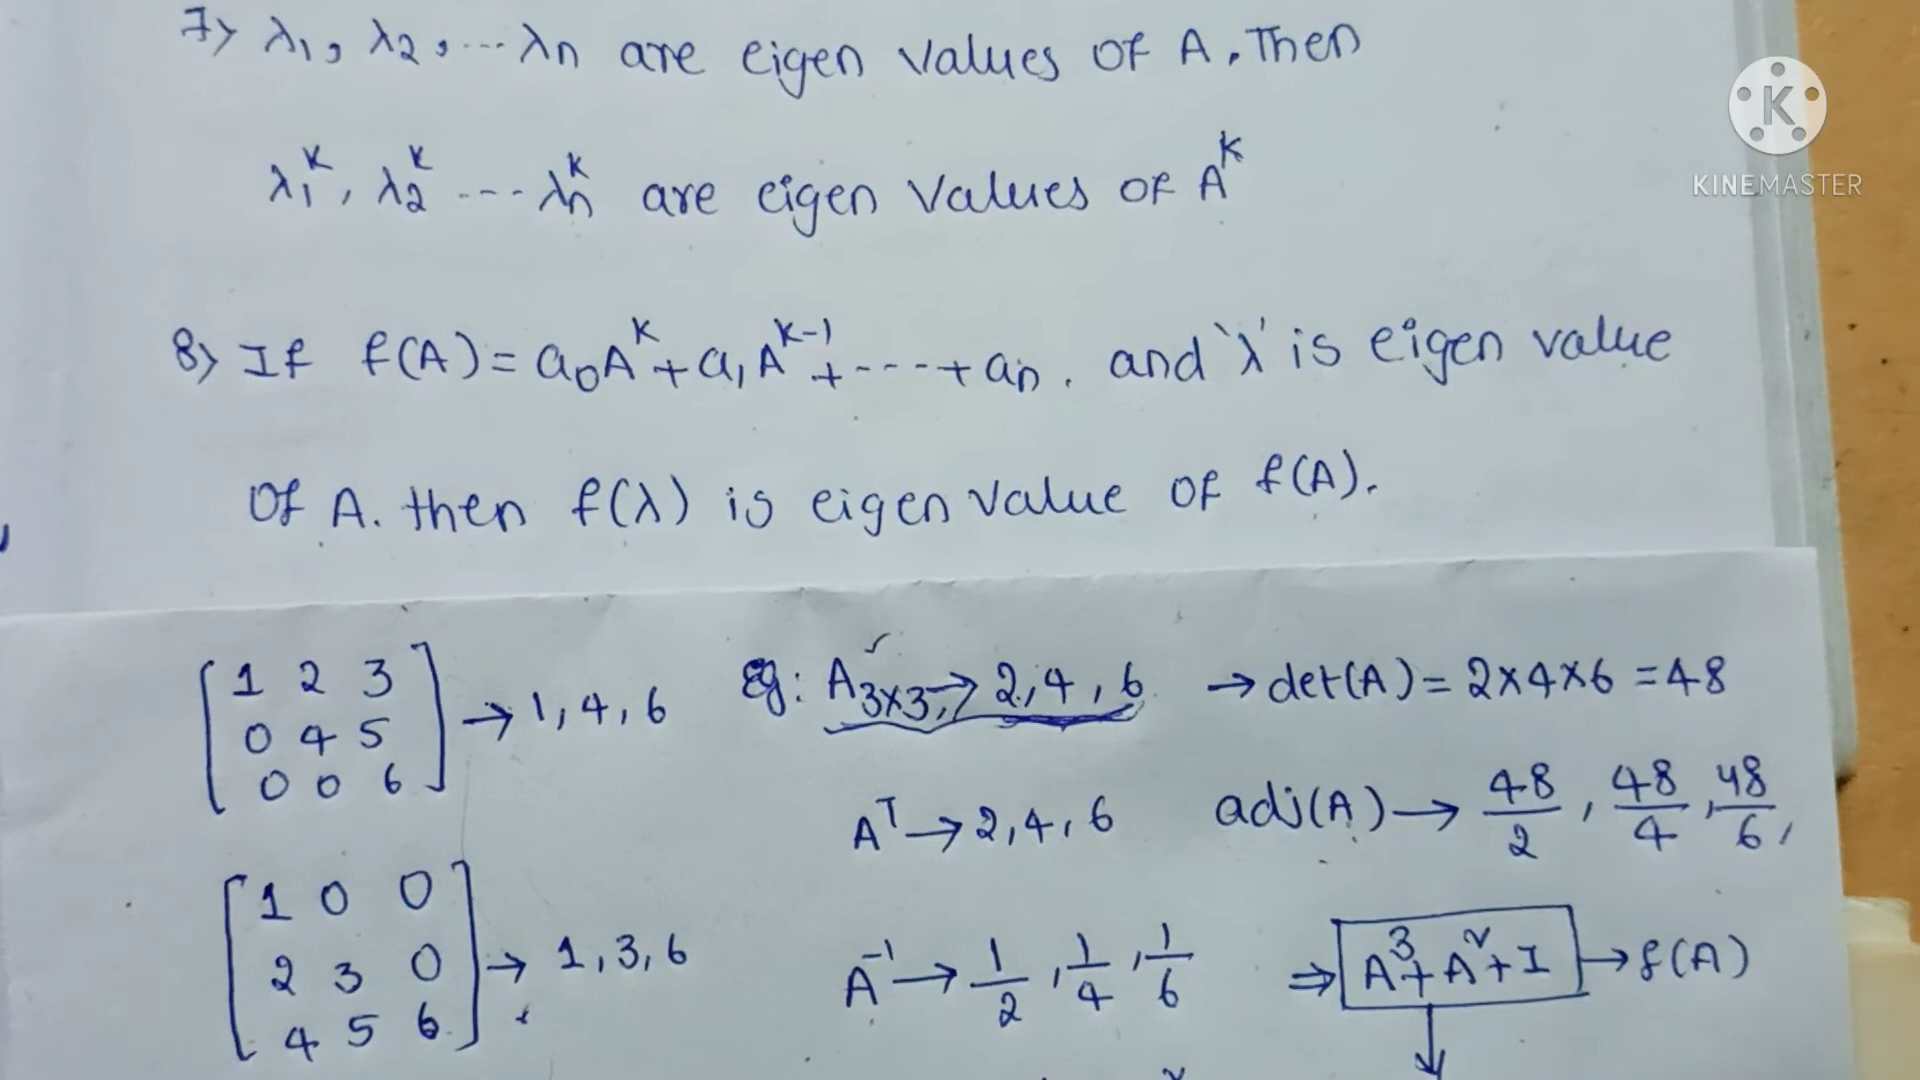 7) λ1, λ2, ... λn are eigen values of A. Then
λ1^K, λ2^K ---- λn^K are eigen values of A^K
8) If f(A) = a0A^K + a1A^(K-1) + ---- + an. and 'λ' is eigen value
of A. then f(λ) is eigen value of f(A).
[1 2 3
0 4 5
0 0 6] → 1, 4, 6
Eg: A3×3 → 2, 4, 6 → det(A) = 2×4×6 = 48
A^T → 2, 4, 6 adj(A) → 48/2, 48/4, 48/6,
[1 0 0
2 3 0
4 5 6] → 1, 3, 6
A^-1 → 1/2, 1/4, 1/6 ⇒ A^3 + A^2 + I → f(A)
K
KINEMASTER